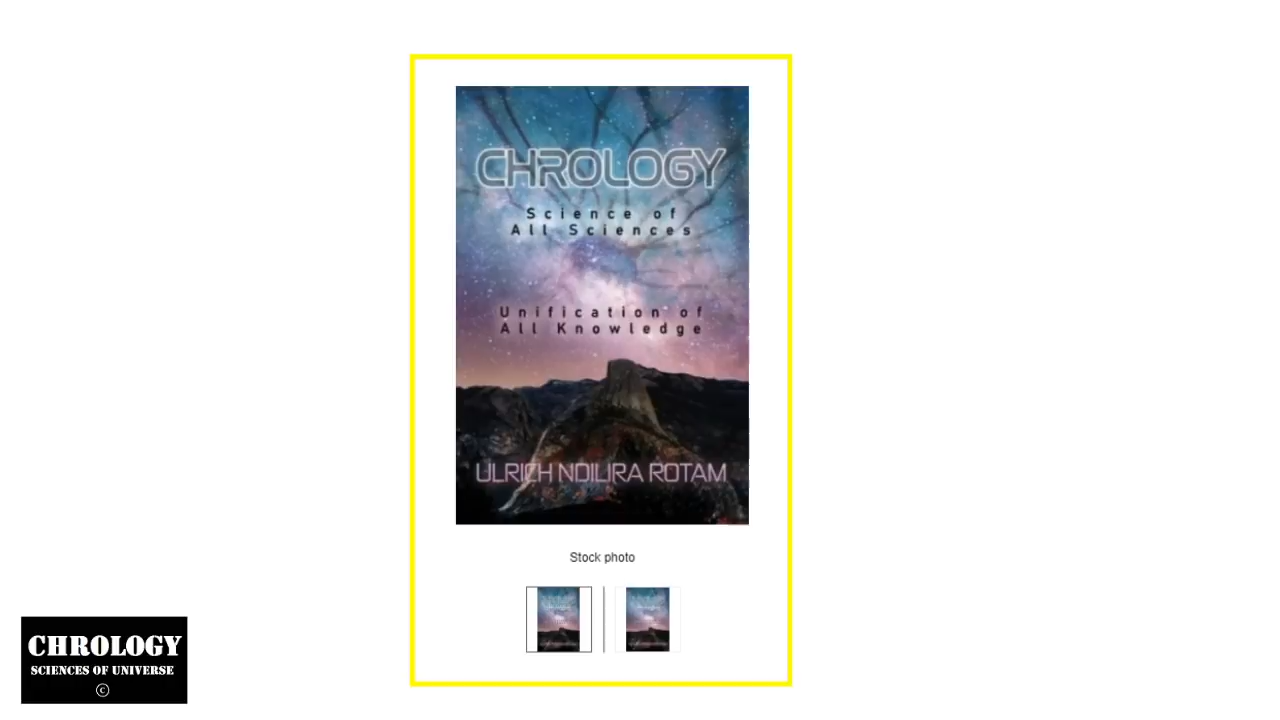 CHROLOGY
Science of
All Sciences
Unification of
All Knowledge
ULRICH NDILIRA ROTAM
Stock photo
CHROLOGY
SCIENCES OF UNIVERSE
©